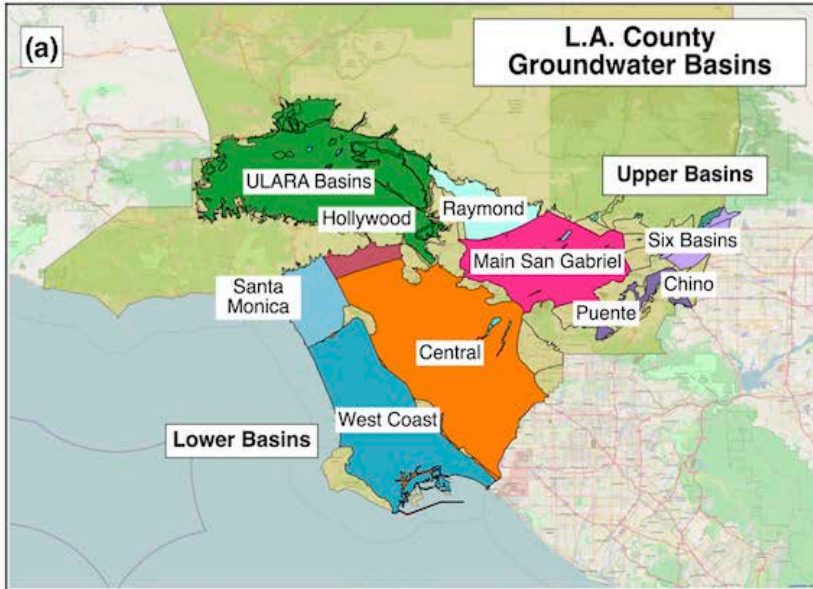 (a)
L.A. County
Groundwater Basins
Upper Basins
ULARA Basins
Hollywood
Raymond
Six Basins
Main San Gabriel
Chino
Santa
Monica
Puente
Central
West Coast
Lower Basins